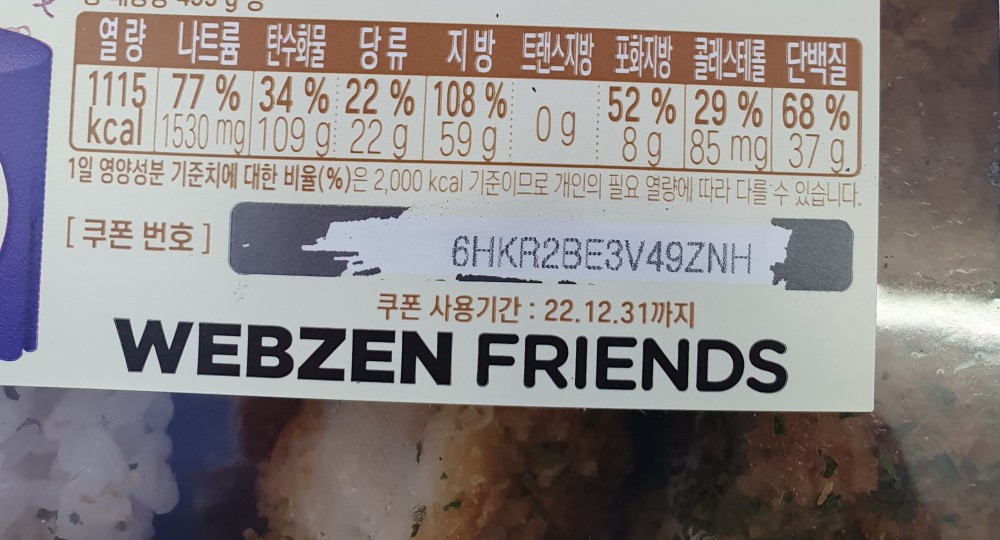 열량 나트륨 탄수화물 당류 지방 트랜스지방 포화지방 콜레스테롤 단백질
1115 77 % 34 % 22 % 108 % 0 g 52 % 29 % 68 %
kcal 1530 mg 109 g 22 g 59 g 8 g 85 mg 37 g.
1일 영양성분 기준치에 대한 비율(%)은 2,000 kcal 기준이므로 개인의 필요 열량에 따라 다를 수 있습니다.
[ 쿠폰 번호 ] 6HKR2BE3V49ZNH
쿠폰 사용기간 : 22.12.31까지
WEBZEN FRIENDS